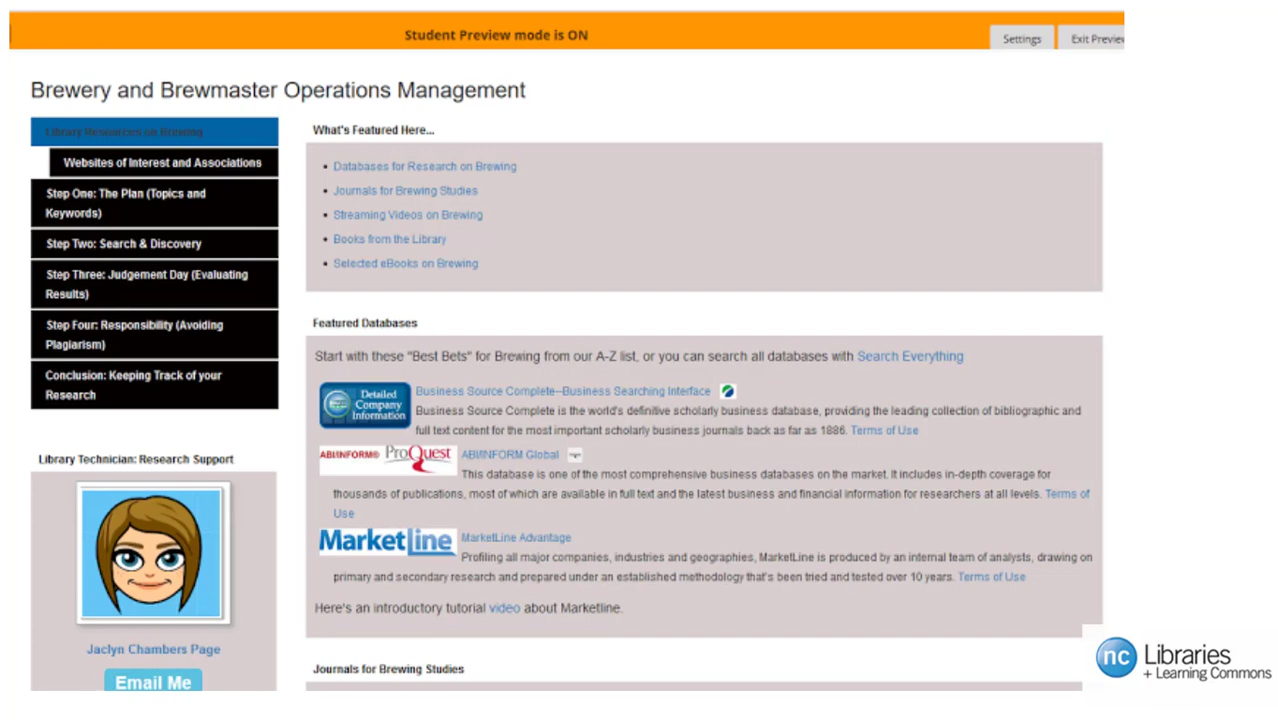 Student Preview mode is ON
Settings
Exit Preview
Brewery and Brewmaster Operations Management
Library Resources on Brewing
Websites of Interest and Associations
Step One: The Plan (Topics and
Keywords)
Step Two: Search & Discovery
Step Three: Judgement Day (Evaluating
Results)
Step Four: Responsibility (Avoiding
Plagiarism)
Conclusion: Keeping Track of your
Research
Library Technician: Research Support
Jaclyn Chambers Page
Email Me
What's Featured Here...
• Databases for Research on Brewing
• Journals for Brewing Studies
• Streaming Videos on Brewing
• Books from the Library
• Selected eBooks on Brewing
Featured Databases
Start with these "Best Bets" for Brewing from our A-Z list, or you can search all databases with Search Everything
Detailed
Company
Information
Business Source Complete--Business Searching Interface
Business Source Complete is the world's definitive scholarly business database, providing the leading collection of bibliographic and
full text content for the most important scholarly business journals back as far as 1886. Terms of Use
ABI/INFORM® ProQuest
ABI/INFORM Global
This database is one of the most comprehensive business databases on the market. It includes in-depth coverage for
thousands of publications, most of which are available in full text and the latest business and financial information for researchers at all levels. Terms of
Use
MarketLine
MarketLine Advantage
Profiling all major companies, industries and geographies, MarketLine is produced by an internal team of analysts, drawing on
primary and secondary research and prepared under an established methodology that's been tried and tested over 10 years. Terms of Use
Here's an introductory tutorial video about Marketline.
Journals for Brewing Studies
nc Libraries
+ Learning Commons